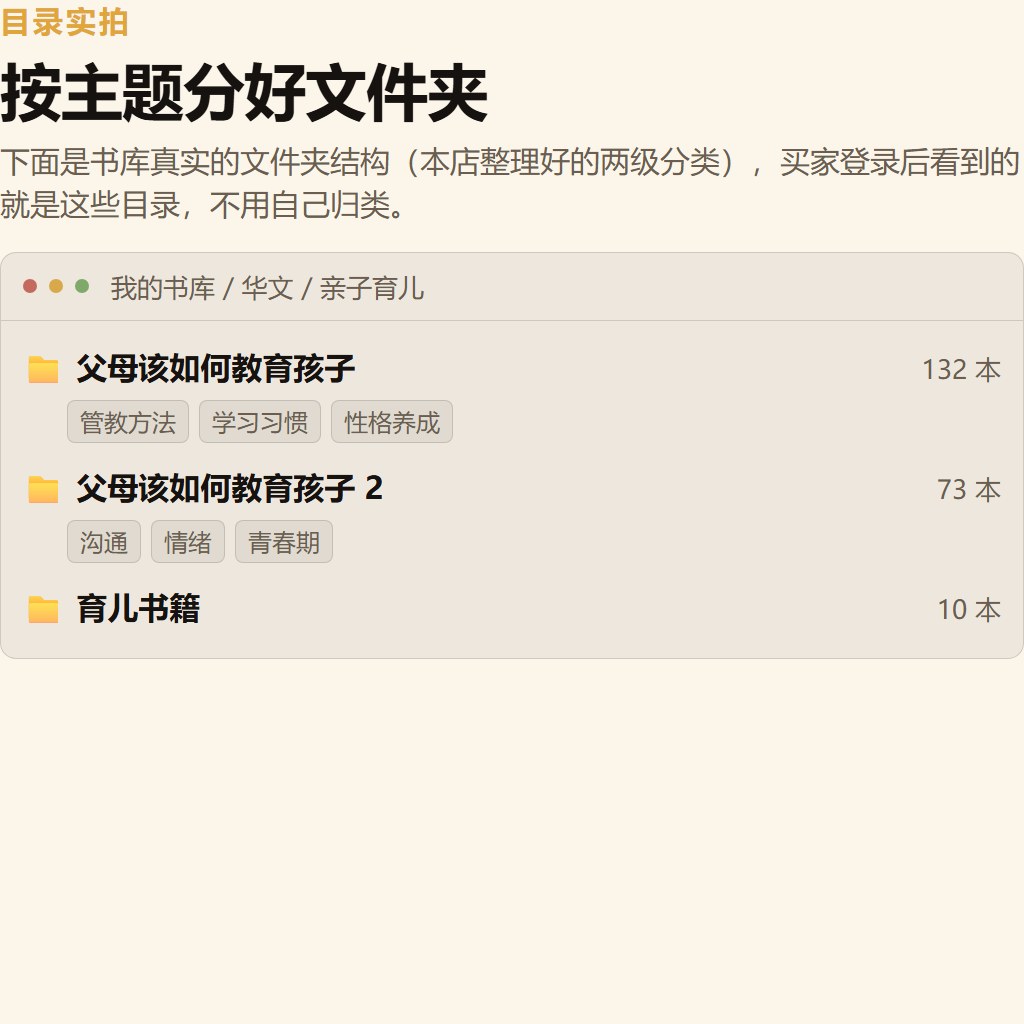 目录实拍
按主题分好文件夹
下面是书库真实的文件夹结构（本店整理好的两级分类），买家登录后看到的
就是这些目录，不用自己归类。
我的书库 / 华文 / 亲子育儿
父母该如何教育孩子 132 本
管教方法 学习习惯 性格养成
父母该如何教育孩子 2 73 本
沟通 情绪 青春期
育儿书籍 10 本